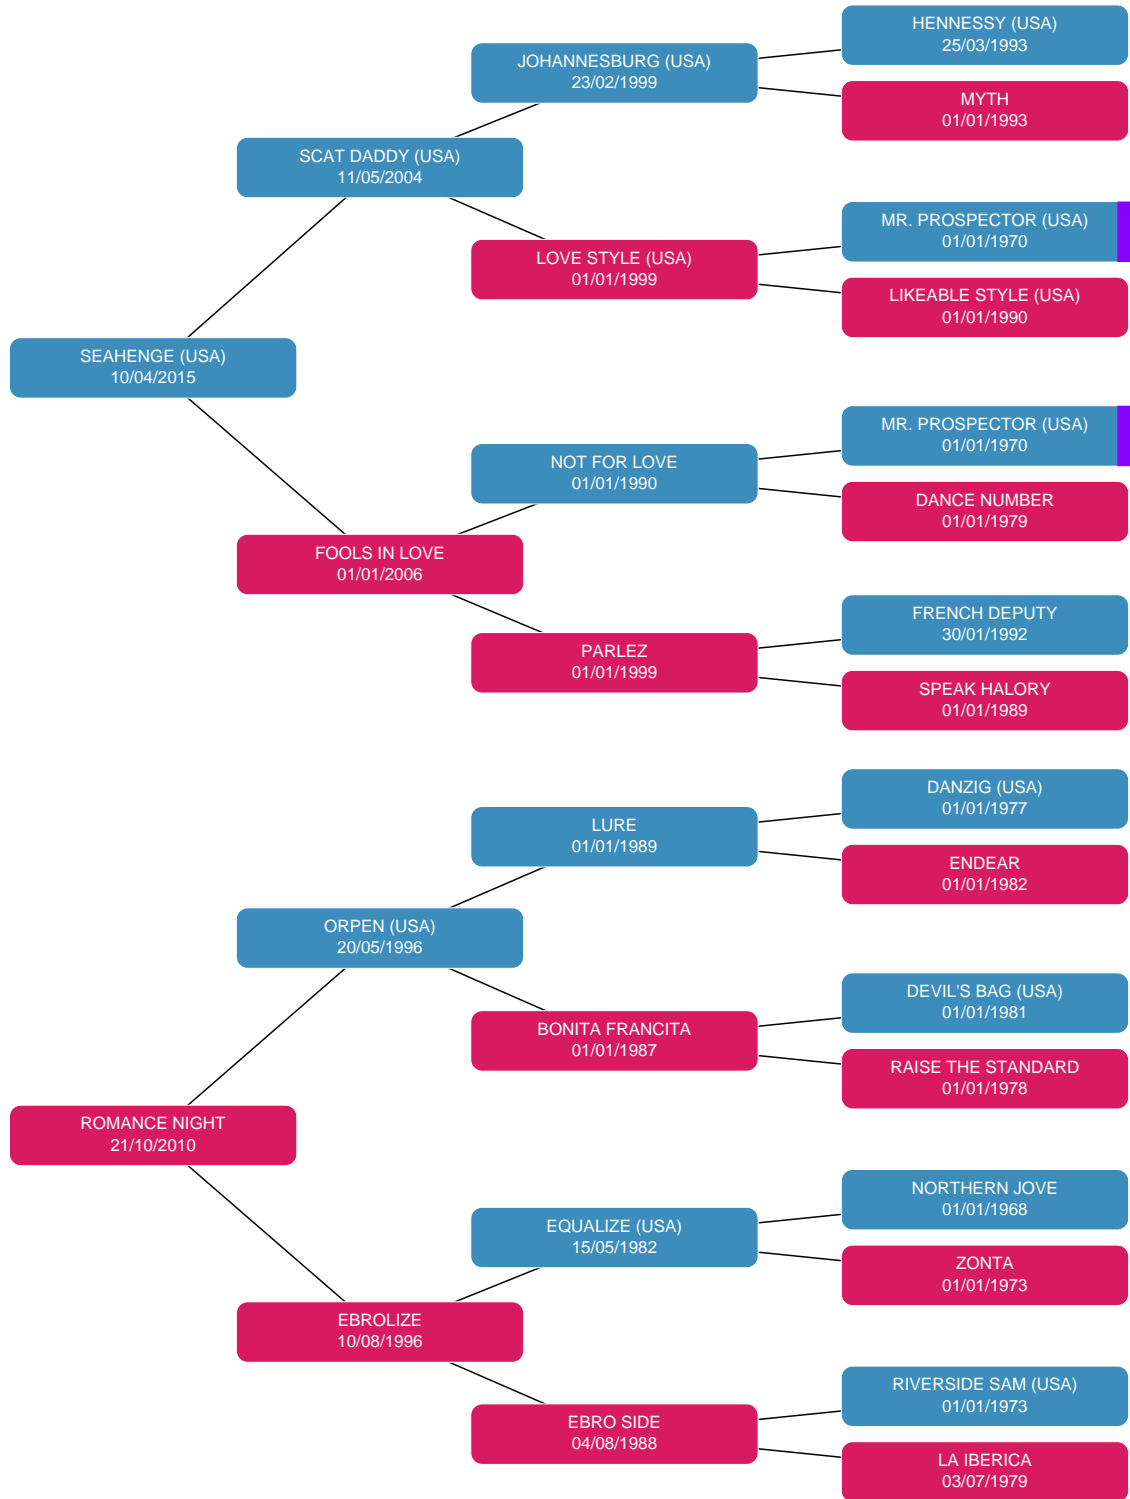 HENNESSY (USA)
25/03/1993
JOHANNESBURG (USA)
23/02/1999
MYTH
01/01/1993
SCAT DADDY (USA)
11/05/2004
MR. PROSPECTOR (USA)
01/01/1970
LOVE STYLE (USA)
01/01/1999
LIKEABLE STYLE (USA)
01/01/1990
SEAHENGE (USA)
10/04/2015
MR. PROSPECTOR (USA)
01/01/1970
NOT FOR LOVE
01/01/1990
DANCE NUMBER
01/01/1979
FOOLS IN LOVE
01/01/2006
FRENCH DEPUTY
30/01/1992
PARLEZ
01/01/1999
SPEAK HALORY
01/01/1989
DANZIG (USA)
01/01/1977
LURE
01/01/1989
ENDEAR
01/01/1982
ORPEN (USA)
20/05/1996
DEVIL'S BAG (USA)
01/01/1981
BONITA FRANCITA
01/01/1987
RAISE THE STANDARD
01/01/1978
ROMANCE NIGHT
21/10/2010
NORTHERN JOVE
01/01/1968
EQUALIZE (USA)
15/05/1982
ZONTA
01/01/1973
EBROLIZE
10/08/1996
RIVERSIDE SAM (USA)
01/01/1973
EBRO SIDE
04/08/1988
LA IBERICA
03/07/1979